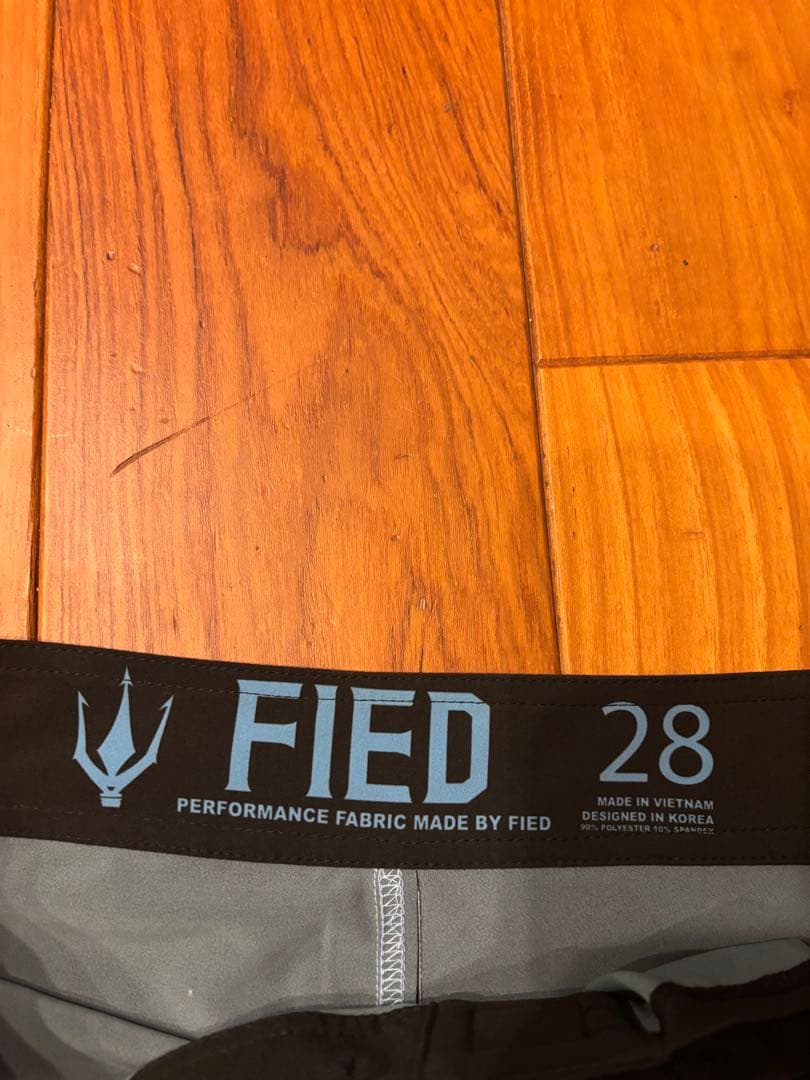 FIED
PERFORMANCE FABRIC MADE BY FIED
28
MADE IN VIETNAM
DESIGNED IN KOREA
90% POLYESTER 10% SPANDEX